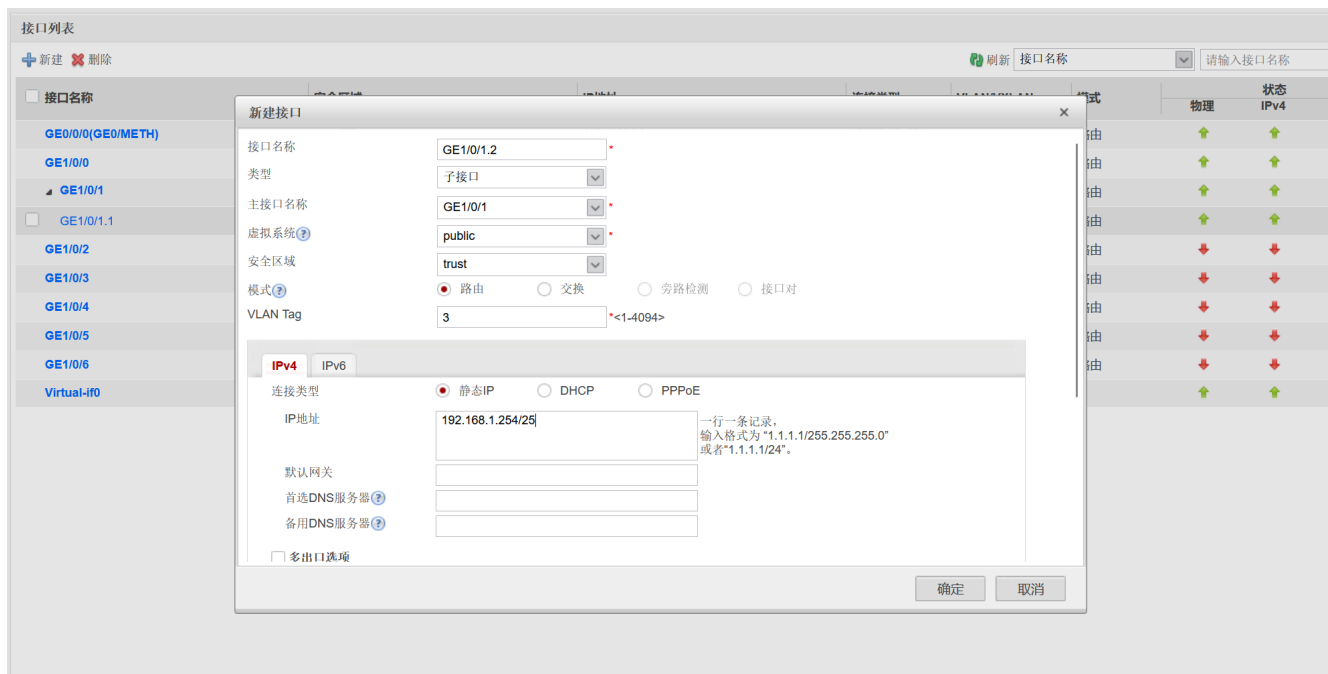 接口列表
新建 删除 刷新 接口名称 请输入接口名称
接口名称 状态
物理 IPv4
新建接口 ×
GE0/0/0(GE0/METH)
GE1/0/0
GE1/0/1
GE1/0/1.1
GE1/0/2
GE1/0/3
GE1/0/4
GE1/0/5
GE1/0/6
Virtual-if0
接口名称 GE1/0/1.2 *
类型 子接口
主接口名称 GE1/0/1 *
虚拟系统 public *
安全区域 trust
模式 路由 交换 旁路检测 接口对
VLAN Tag 3 *<1-4094>
IPv4 IPv6
连接类型 静态IP DHCP PPPoE
IP地址 192.168.1.254/25 一行一条记录，
输入格式为 “1.1.1.1/255.255.255.0”
或者“1.1.1.1/24”。
默认网关
首选DNS服务器
备用DNS服务器
多出口选项
确定 取消